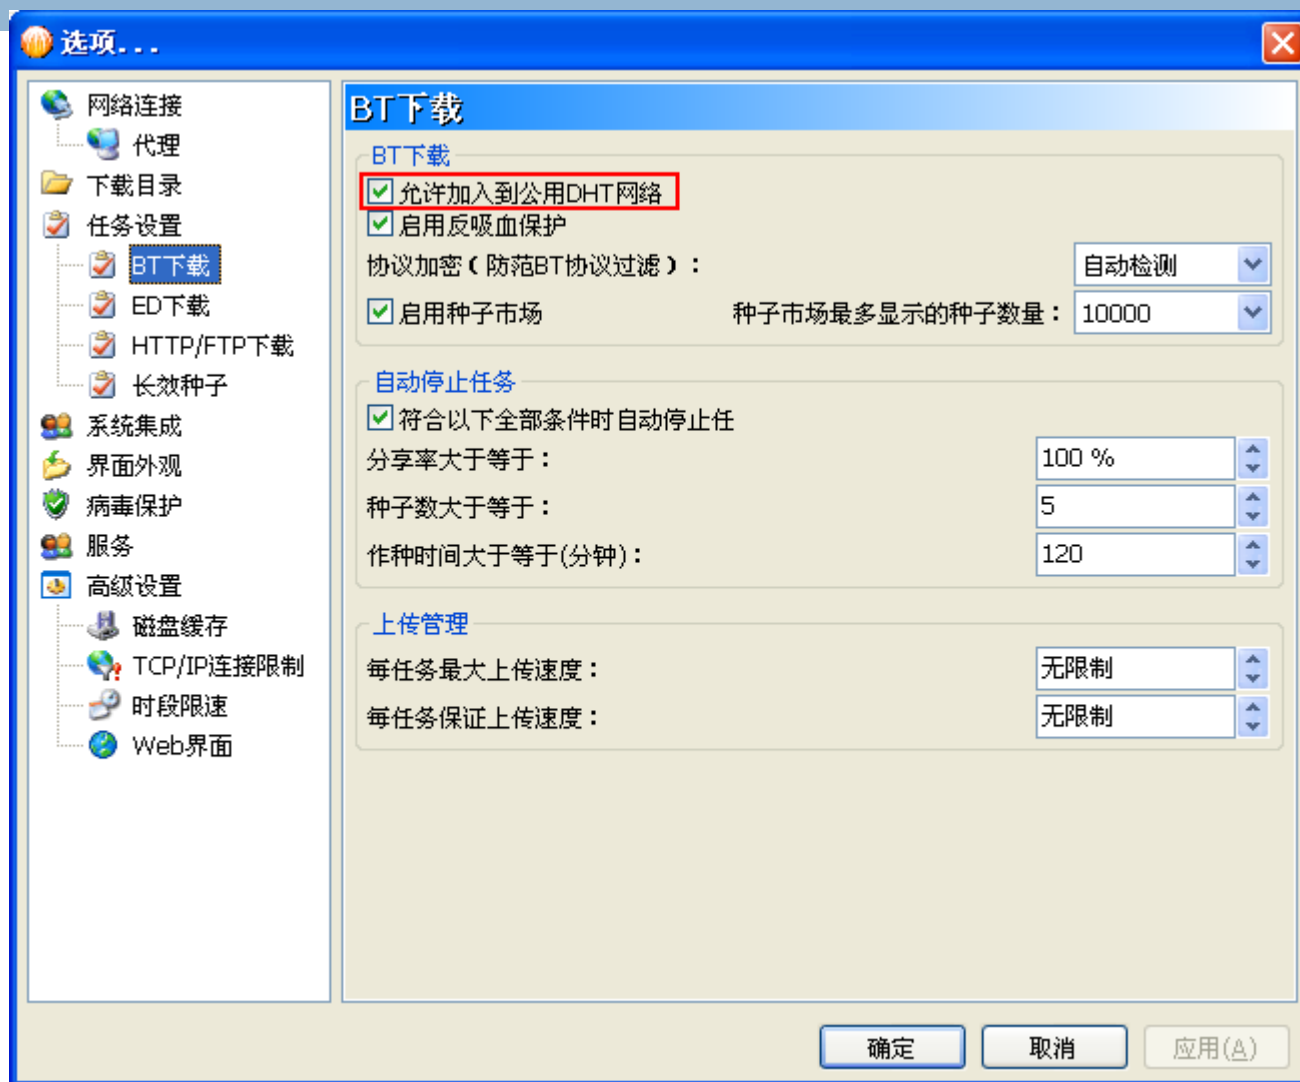 选项...
网络连接
代理
下载目录
任务设置
BT下载
ED下载
HTTP/FTP下载
长效种子
系统集成
界面外观
病毒保护
服务
高级设置
磁盘缓存
TCP/IP连接限制
时段限速
Web界面
BT下载
BT下载
允许加入到公用DHT网络
启用反吸血保护
协议加密(防范BT协议过滤): 自动检测
启用种子市场 种子市场最多显示的种子数量: 10000
自动停止任务
符合以下全部条件时自动停止任
分享率大于等于: 100 %
种子数大于等于: 5
作种时间大于等于(分钟): 120
上传管理
每任务最大上传速度: 无限制
每任务保证上传速度: 无限制
确定 取消 应用(A)